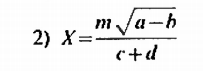 2) X = m√(a−b) / (c+d)